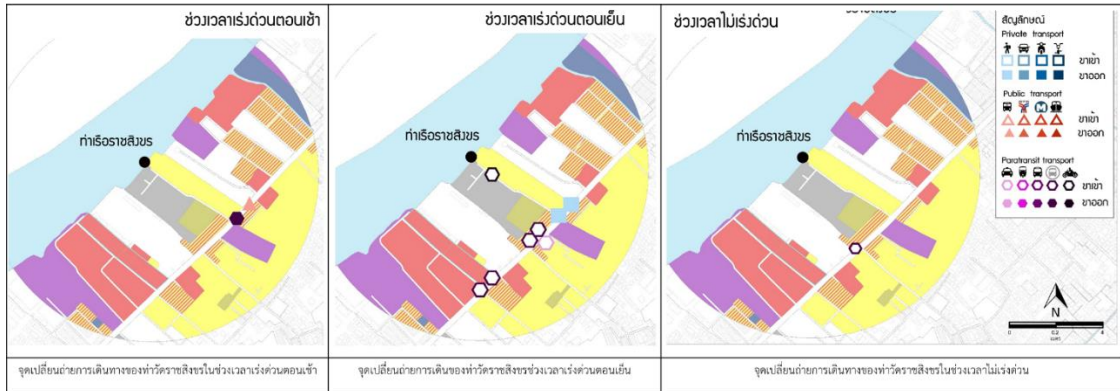 ช่วงเวลาเร่งด่วนตอนเช้า
ท่าเรือราชสิงขร
จุดเปลี่ยนถ่ายการเดินทางของท่าวัดราชสิงขรในช่วงเวลาเร่งด่วนตอนเช้า
ช่วงเวลาเร่งด่วนตอนเย็น
ท่าเรือราชสิงขร
จุดเปลี่ยนถ่ายการเดินของท่าวัดราชสิงขรช่วงเวลาเร่งด่วนตอนเย็น
ช่วงเวลาไม่เร่งด่วน
ท่าเรือราชสิงขร
สัญลักษณ์
Private transport
ขาเข้า
ขาออก
Public transport
ขาเข้า
ขาออก
Paratransit transport
ขาเข้า
ขาออก
N
0 0.2 4
จุดเปลี่ยนถ่ายการเดินทางของท่าวัดราชสิงขรในช่วงเวลาไม่เร่งด่วน